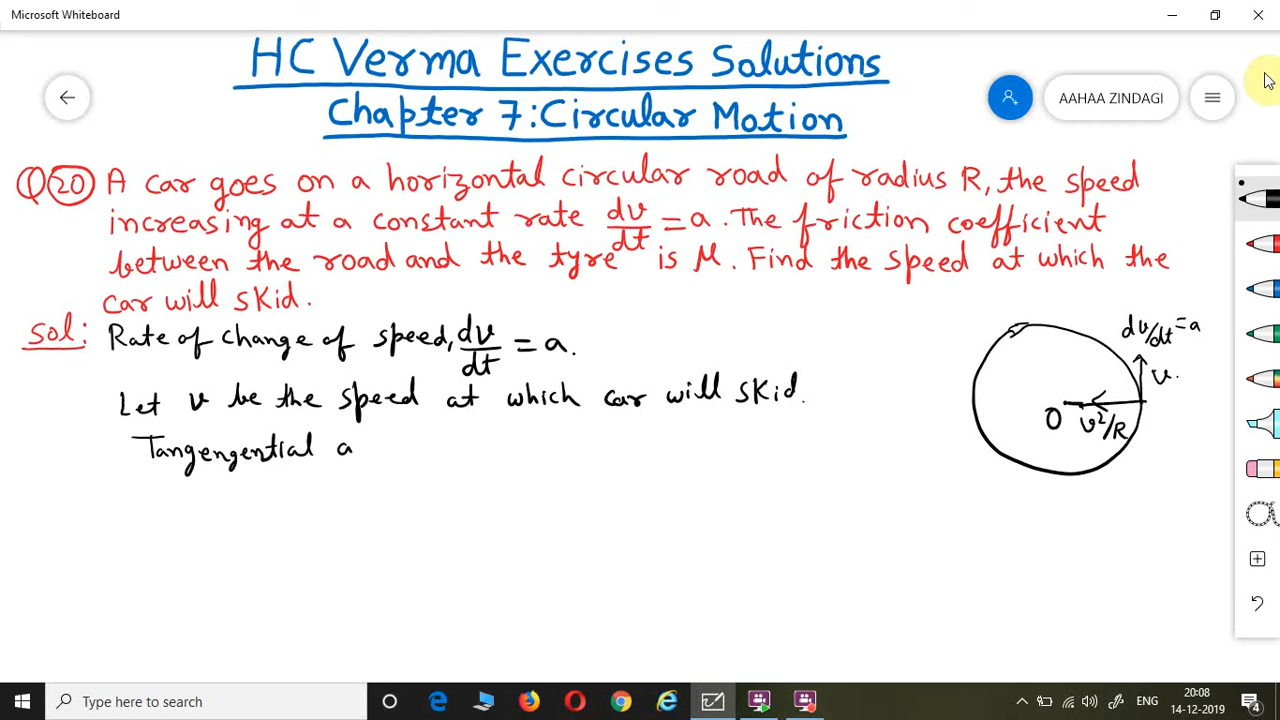 Microsoft Whiteboard
HC Verma Exercises Solutions
Chapter 7:Circular Motion
AAHAA ZINDAGI
Q 20 A car goes on a horizontal circular road of radius R, the speed
increasing at a constant rate dv/dt = a. The friction coefficient
between the road and the tyre is μ. Find the speed at which the
car will skid.
Sol: Rate of change of speed, dv/dt = a.
Let v be the speed at which car will skid.
Tangengential a
dv/dt = a
v.
O
v²/R
Type here to search
ENG
20:08
14-12-2019
4